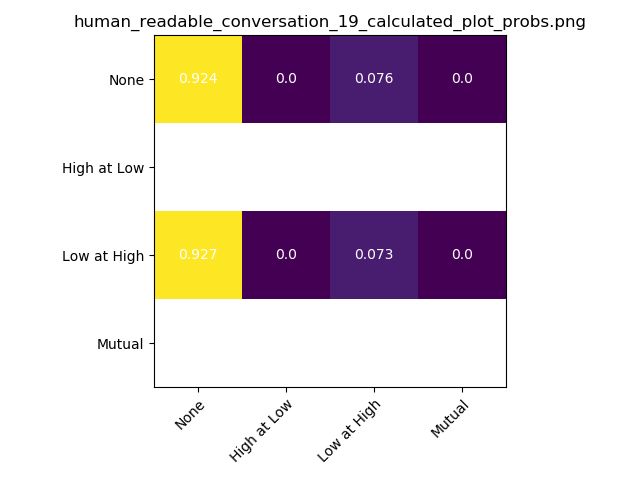 human_readable_conversation_19_calculated_plot_probs.png
None 0.924 0.0 0.076 0.0
High at Low
Low at High 0.927 0.0 0.073 0.0
Mutual
None High at Low Low at High Mutual